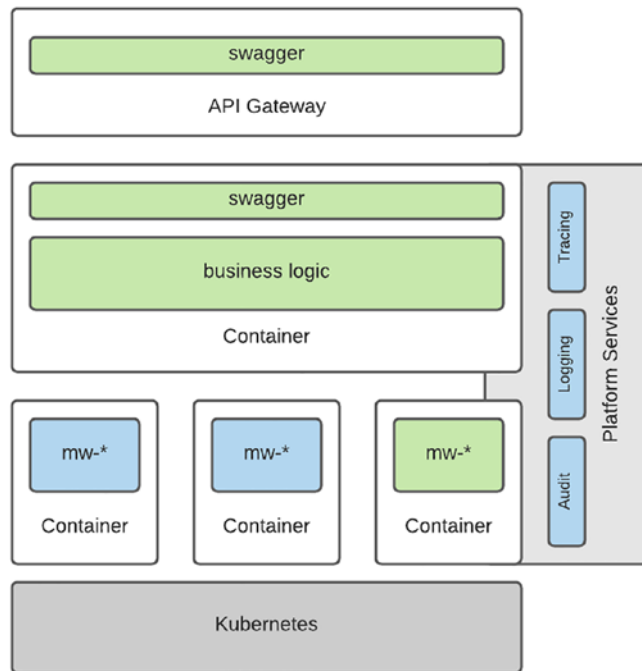 swagger
API Gateway
swagger
business logic
Container
Tracing
Logging
Audit
Platform Services
mw-*
Container
mw-*
Container
mw-*
Container
Kubernetes